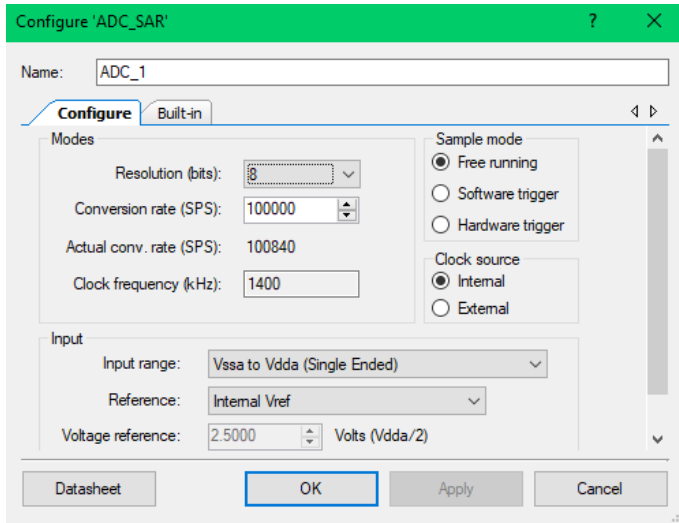 Configure 'ADC_SAR'
Name: ADC_1
Configure Built-in
Modes
Resolution (bits): 8
Conversion rate (SPS): 100000
Actual conv. rate (SPS): 100840
Clock frequency (kHz): 1400
Sample mode
Free running
Software trigger
Hardware trigger
Clock source
Internal
External
Input
Input range: Vssa to Vdda (Single Ended)
Reference: Internal Vref
Voltage reference: 2.5000 Volts (Vdda/2)
Datasheet OK Apply Cancel